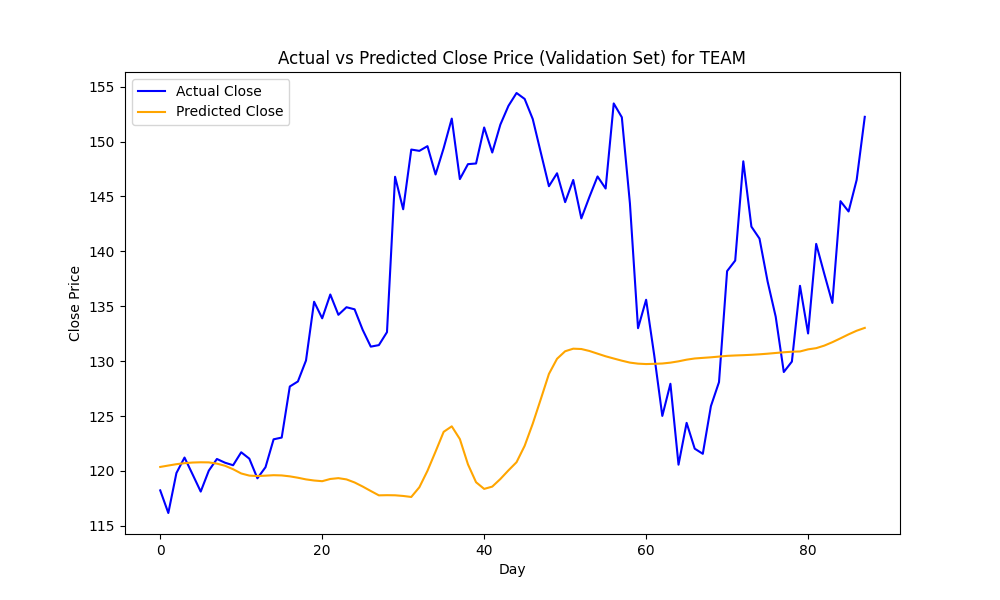 Actual vs Predicted Close Price (Validation Set) for TEAM
Actual Close
Predicted Close
155
150
145
140
135
130
125
120
115
Close Price
0 20 40 60 80
Day